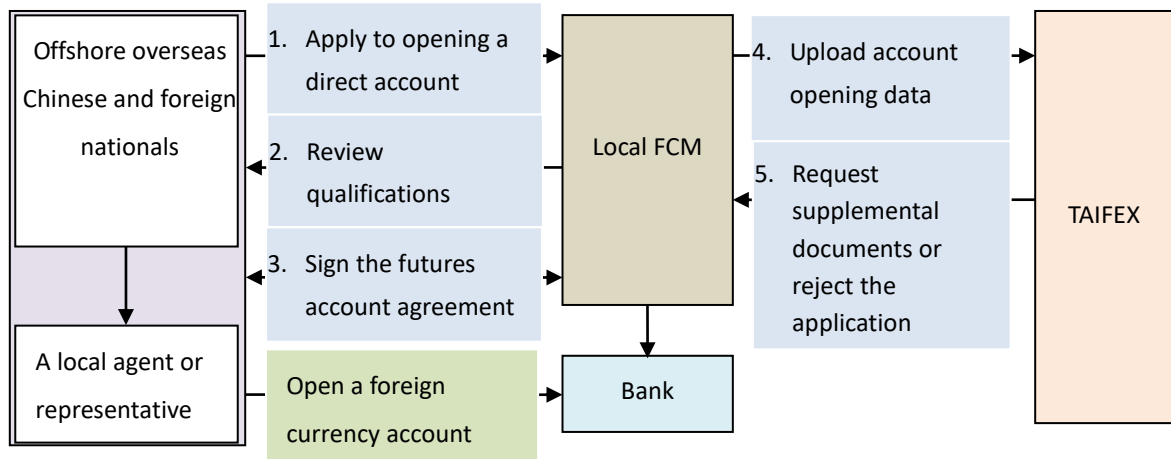 Offshore overseas
Chinese and foreign
nationals
1. Apply to opening a
direct account
2. Review
qualifications
3. Sign the futures
account agreement
Local FCM
4. Upload account
opening data
5. Request
supplemental
documents or
reject the
application
TAIFEX
A local agent or
representative
Open a foreign
currency account
Bank